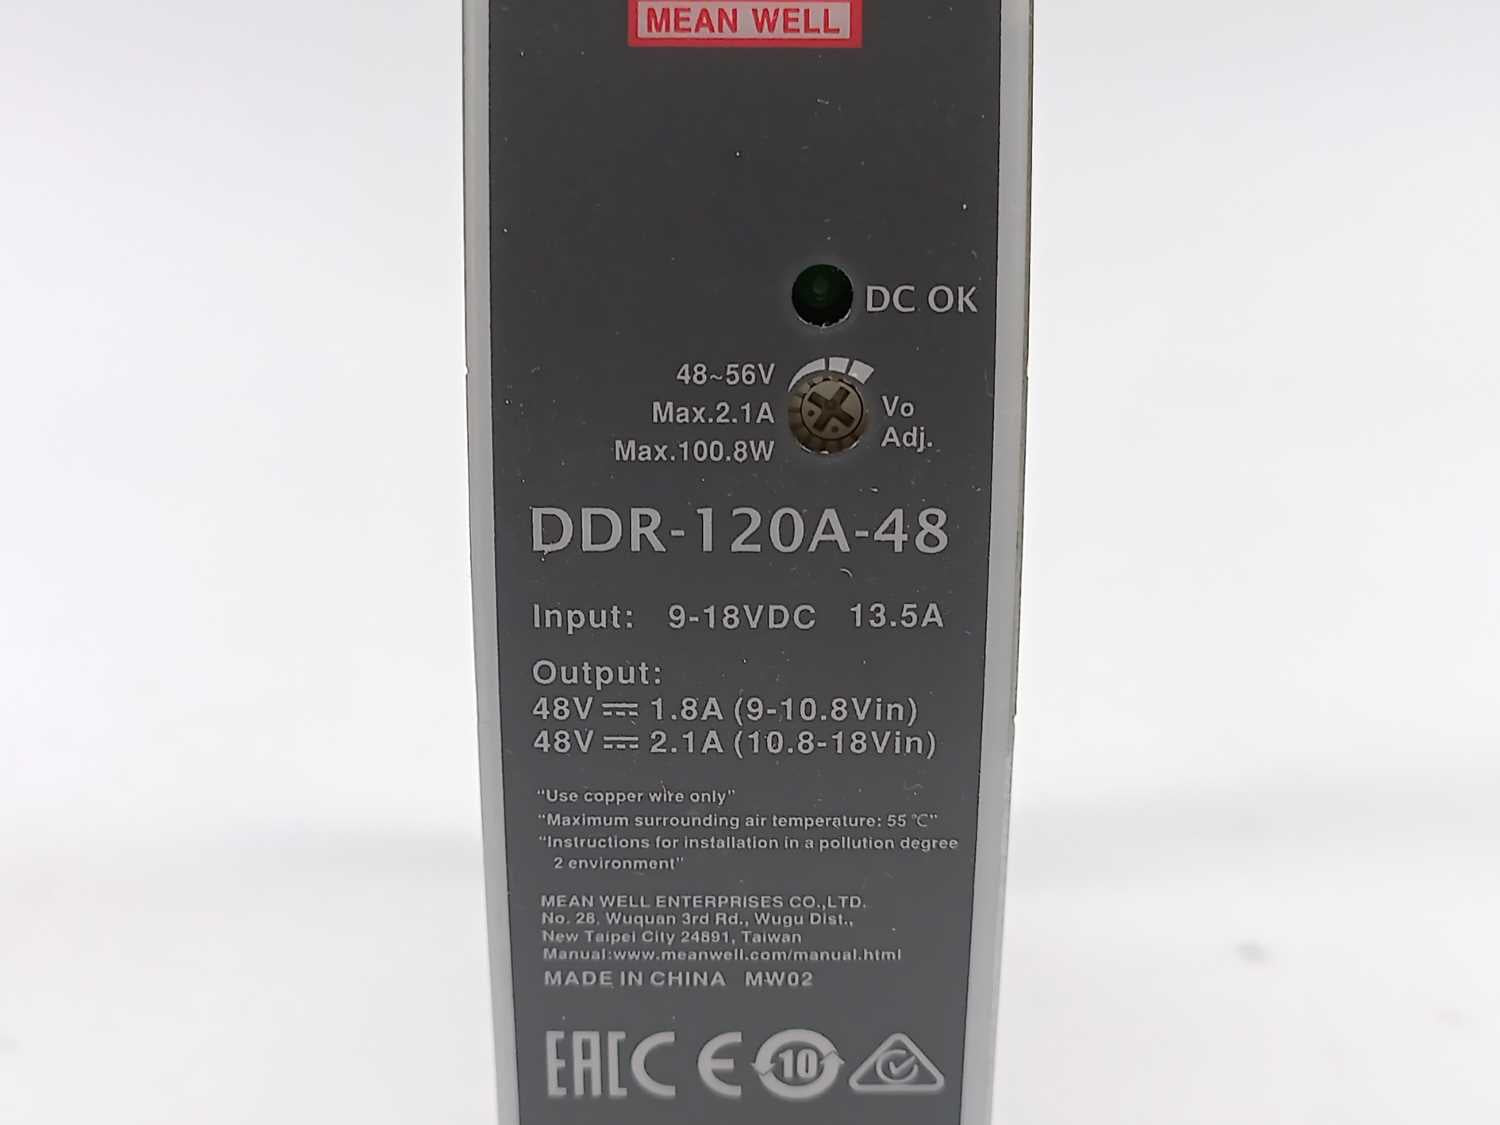 MEAN WELL
DC OK
48~56V
Max.2.1A
Max.100.8W
Vo
Adj.
DDR-120A-48
Input: 9-18VDC 13.5A
Output:
48V⎓1.8A (9-10.8Vin)
48V⎓2.1A (10.8-18Vin)
"Use copper wire only"
"Maximum surrounding air temperature: 55℃"
"Instructions for installation in a pollution degree
2 environment"
MEAN WELL ENTERPRISES CO.,LTD.
No. 28, Wuquan 3rd Rd., Wugu Dist.,
New Taipei City 24891, Taiwan
Manual:www.meanwell.com/manual.html
MADE IN CHINA MW02
EAC CE 10